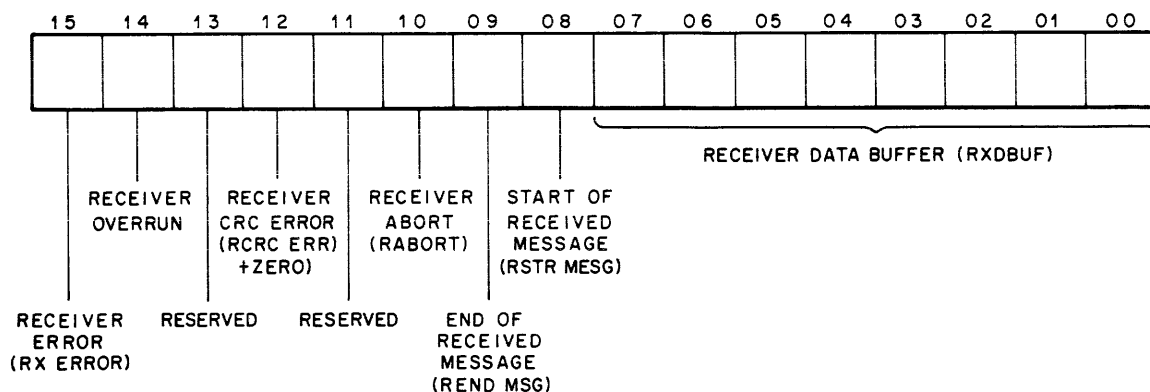 15 14 13 12 11 10 09 08 07 06 05 04 03 02 01 00
RECEIVER DATA BUFFER (RXDBUF)
RECEIVER
OVERRUN
RECEIVER
CRC ERROR
(RCRC ERR)
+ZERO)
RECEIVER
ABORT
(RABORT)
START OF
RECEIVED
MESSAGE
(RSTR MESG)
RECEIVER
ERROR
(RX ERROR)
RESERVED
RESERVED
END OF
RECEIVED
MESSAGE
(REND MSG)